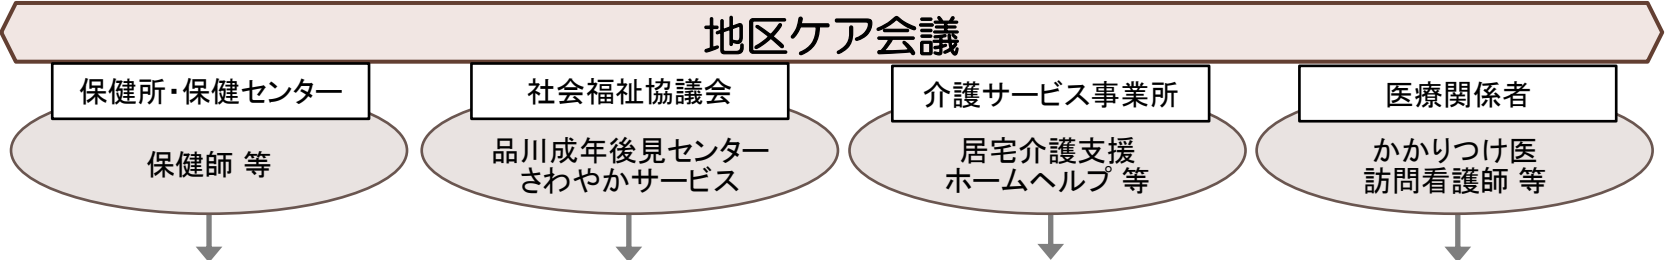 地区ケア会議
保健所・保健センター
保健師 等
社会福祉協議会
品川成年後見センター
さわやかサービス
介護サービス事業所
居宅介護支援
ホームヘルプ 等
医療関係者
かかりつけ医
訪問看護師 等